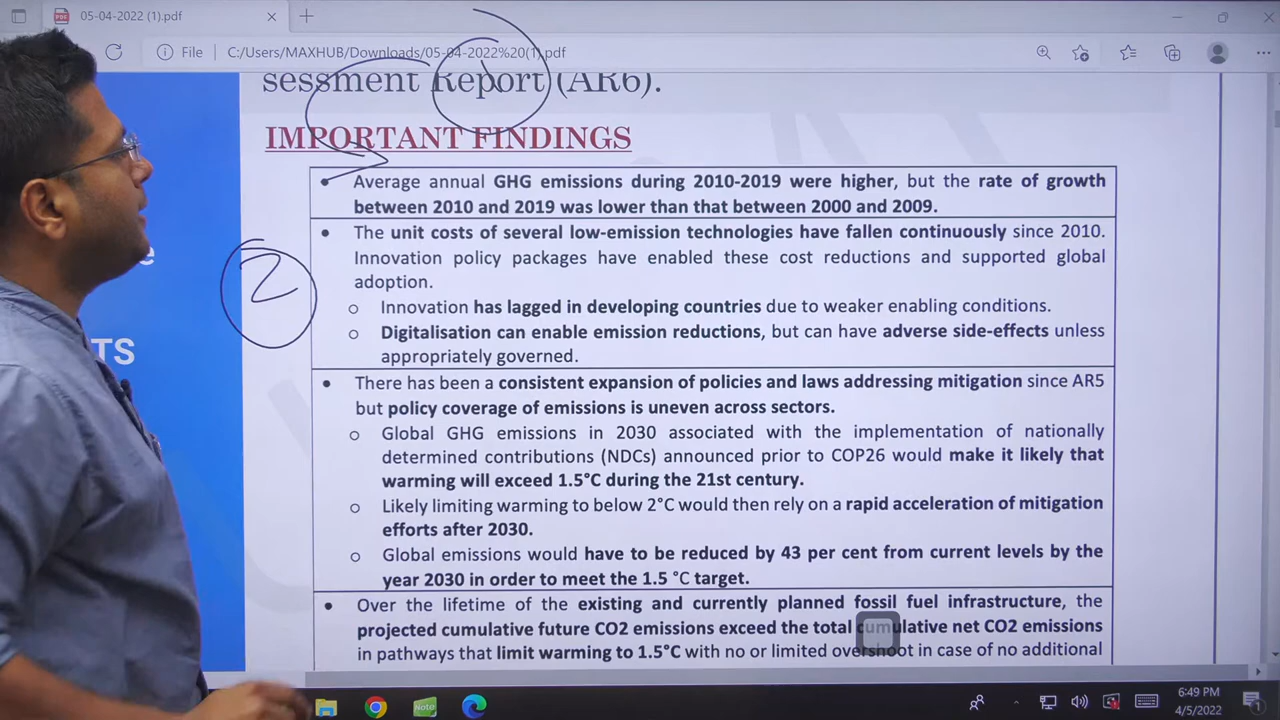 05-04-2022 (1).pdf
File C:/Users/MAXHUB/Downloads/05-04-2022%20(1).pdf
sessment Report (AR6).
IMPORTANT FINDINGS
• Average annual GHG emissions during 2010-2019 were higher, but the rate of growth
between 2010 and 2019 was lower than that between 2000 and 2009.
2
• The unit costs of several low-emission technologies have fallen continuously since 2010.
Innovation policy packages have enabled these cost reductions and supported global
adoption.
o Innovation has lagged in developing countries due to weaker enabling conditions.
o Digitalisation can enable emission reductions, but can have adverse side-effects unless
appropriately governed.
TS
• There has been a consistent expansion of policies and laws addressing mitigation since AR5
but policy coverage of emissions is uneven across sectors.
o Global GHG emissions in 2030 associated with the implementation of nationally
determined contributions (NDCs) announced prior to COP26 would make it likely that
warming will exceed 1.5°C during the 21st century.
o Likely limiting warming to below 2°C would then rely on a rapid acceleration of mitigation
efforts after 2030.
o Global emissions would have to be reduced by 43 per cent from current levels by the
year 2030 in order to meet the 1.5 °C target.
• Over the lifetime of the existing and currently planned fossil fuel infrastructure, the
projected cumulative future CO2 emissions exceed the total cumulative net CO2 emissions
in pathways that limit warming to 1.5°C with no or limited overshoot in case of no additional
6:49 PM
4/5/2022